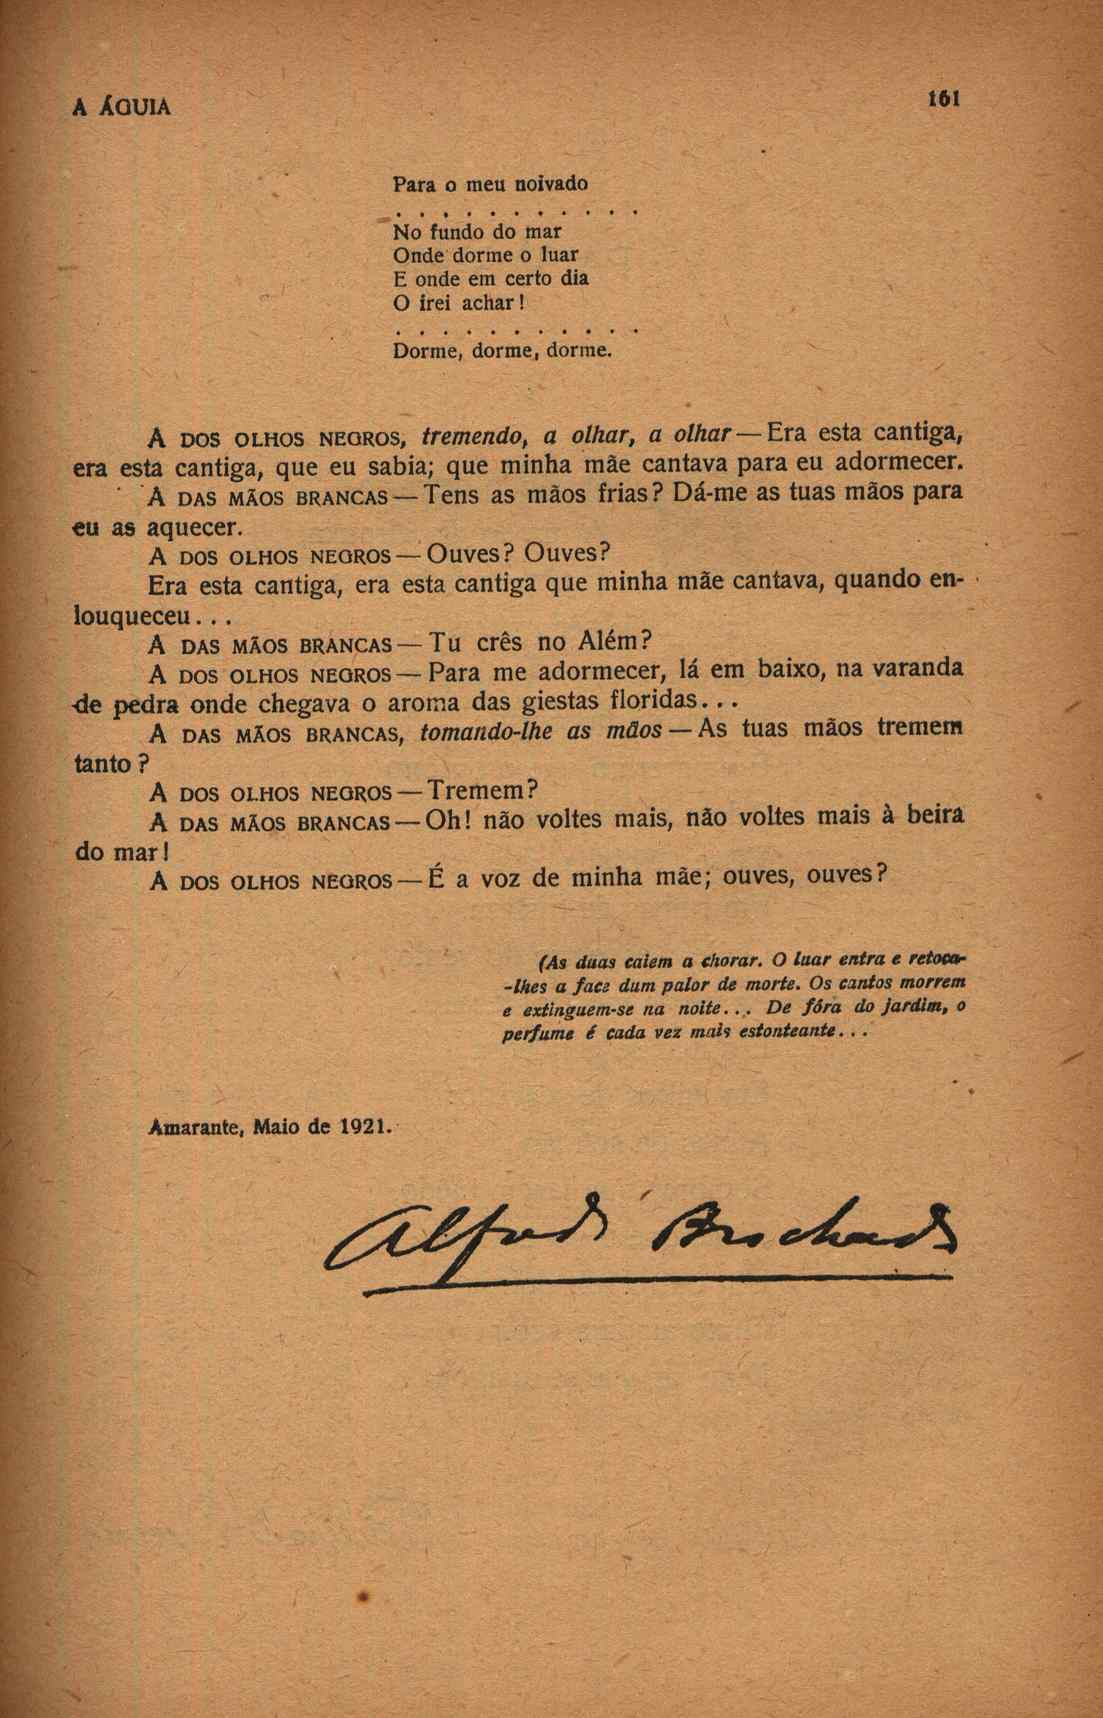 A ÁGUIA
161
Para o meu noivado
. . . . . . . . . . .
No fundo do mar
Onde dorme o luar
E onde em certo dia
O irei achar!
. . . . . . . . . . .
Dorme, dorme, dorme.
A DOS OLHOS NEGROS, tremendo, a olhar, a olhar — Era esta cantiga,
era esta cantiga, que eu sabia; que minha mãe cantava para eu adormecer.
A DAS MÃOS BRANCAS — Tens as mãos frias? Dá-me as tuas mãos para
eu as aquecer.
A DOS OLHOS NEGROS — Ouves? Ouves?
Era esta cantiga, era esta cantiga que minha mãe cantava, quando en-
louqueceu...
A DAS MÃOS BRANCAS — Tu crês no Além?
A DOS OLHOS NEGROS — Para me adormecer, lá em baixo, na varanda
de pedra onde chegava o aroma das giestas floridas...
A DAS MÃOS BRANCAS, tomando-lhe as mãos — As tuas mãos tremem
tanto?
A DOS OLHOS NEGROS — Tremem?
A DAS MÃOS BRANCAS — Oh! não voltes mais, não voltes mais à beira
do mar!
A DOS OLHOS NEGROS — É a voz de minha mãe; ouves, ouves?
(As duas caiem a chorar. O luar entra e retoca-
-lhes a face dum palor de morte. Os cantos morrem
e extinguem-se na noite... De fóra do jardim, o
perfume é cada vez mais estonteante...
Amarante, Maio de 1921.
Alfredo Brochado